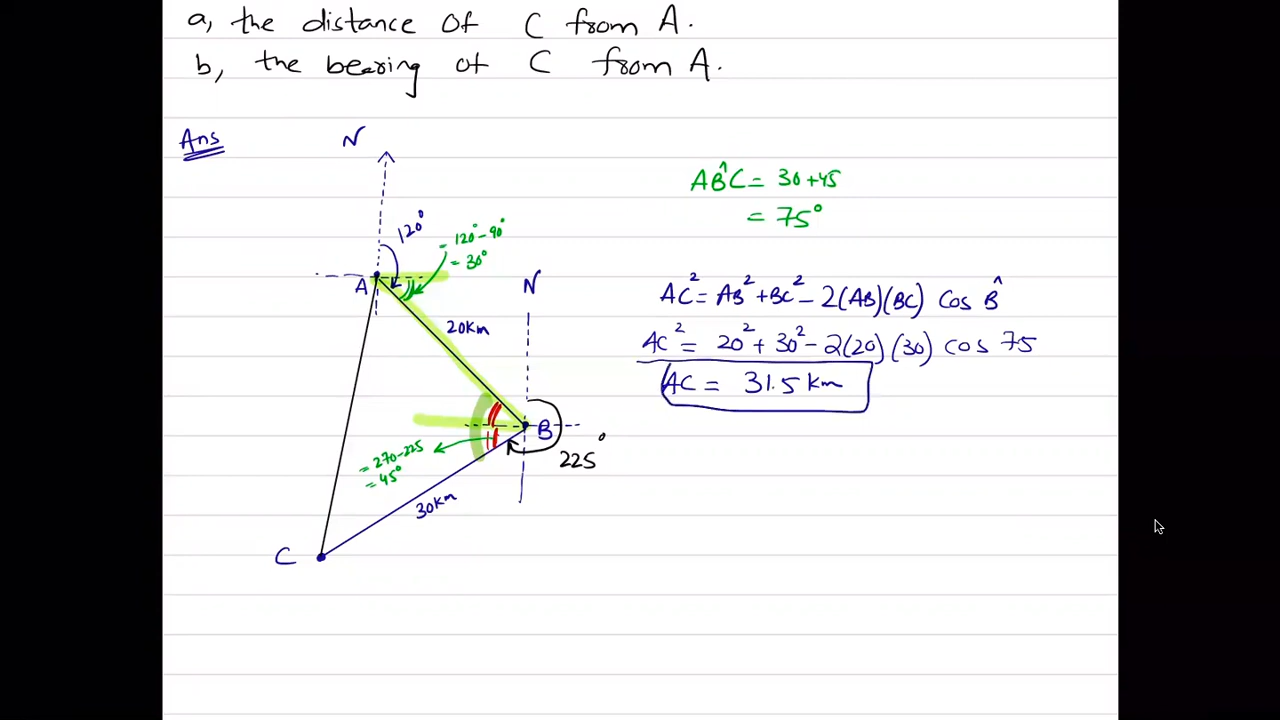 a, the distance of C from A.
b, the bearing of C from A.
Ans
N
120°
= 120° - 90°
= 30°
A
20km
N
B
225°
= 270 - 225
= 45°
30km
C
AB̂C = 30 + 45
= 75°
AC² = AB² + BC² - 2(AB)(BC) Cos B̂
AC² = 20² + 30² - 2(20)(30) cos 75
AC = 31.5 km